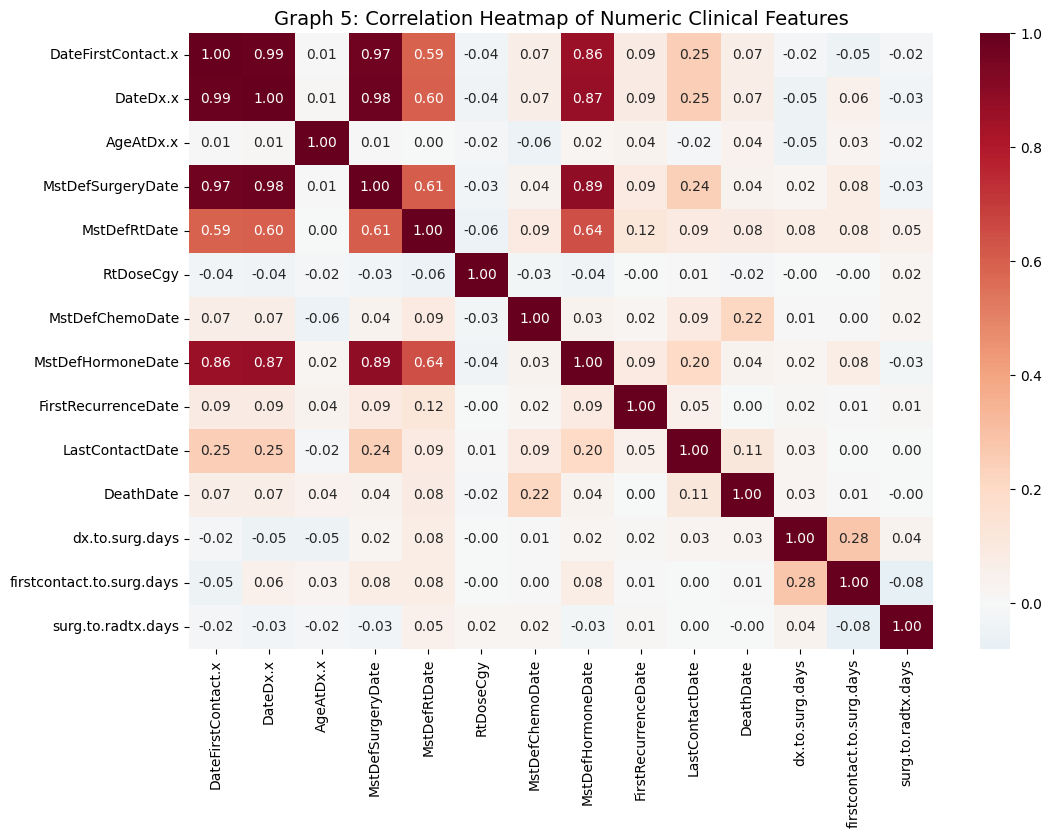 Graph 5: Correlation Heatmap of Numeric Clinical Features
DateFirstContact.x 1.00 0.99 0.01 0.97 0.59 -0.04 0.07 0.86 0.09 0.25 0.07 -0.02 -0.05 -0.02
DateDx.x 0.99 1.00 0.01 0.98 0.60 -0.04 0.07 0.87 0.09 0.25 0.07 -0.05 0.06 -0.03
AgeAtDx.x 0.01 0.01 1.00 0.01 0.00 -0.02 -0.06 0.02 0.04 -0.02 0.04 -0.05 0.03 -0.02
MstDefSurgeryDate 0.97 0.98 0.01 1.00 0.61 -0.03 0.04 0.89 0.09 0.24 0.04 0.02 0.08 -0.03
MstDefRtDate 0.59 0.60 0.00 0.61 1.00 -0.06 0.09 0.64 0.12 0.09 0.08 0.08 0.08 0.05
RtDoseCgy -0.04 -0.04 -0.02 -0.03 -0.06 1.00 -0.03 -0.04 -0.00 0.01 -0.02 -0.00 -0.00 0.02
MstDefChemoDate 0.07 0.07 -0.06 0.04 0.09 -0.03 1.00 0.03 0.02 0.09 0.22 0.01 0.00 0.02
MstDefHormoneDate 0.86 0.87 0.02 0.89 0.64 -0.04 0.03 1.00 0.09 0.20 0.04 0.02 0.08 -0.03
FirstRecurrenceDate 0.09 0.09 0.04 0.09 0.12 -0.00 0.02 0.09 1.00 0.05 0.00 0.02 0.01 0.01
LastContactDate 0.25 0.25 -0.02 0.24 0.09 0.01 0.09 0.20 0.05 1.00 0.11 0.03 0.00 0.00
DeathDate 0.07 0.07 0.04 0.04 0.08 -0.02 0.22 0.04 0.00 0.11 1.00 0.03 0.01 -0.00
dx.to.surg.days -0.02 -0.05 -0.05 0.02 0.08 -0.00 0.01 0.02 0.02 0.03 0.03 1.00 0.28 0.04
firstcontact.to.surg.days -0.05 0.06 0.03 0.08 0.08 -0.00 0.00 0.08 0.01 0.00 0.01 0.28 1.00 -0.08
surg.to.radtx.days -0.02 -0.03 -0.02 -0.03 0.05 0.02 0.02 -0.03 0.01 0.00 -0.00 0.04 -0.08 1.00
DateFirstContact.x
DateDx.x
AgeAtDx.x
MstDefSurgeryDate
MstDefRtDate
RtDoseCgy
MstDefChemoDate
MstDefHormoneDate
FirstRecurrenceDate
LastContactDate
DeathDate
dx.to.surg.days
firstcontact.to.surg.days
surg.to.radtx.days
1.0
0.8
0.6
0.4
0.2
0.0